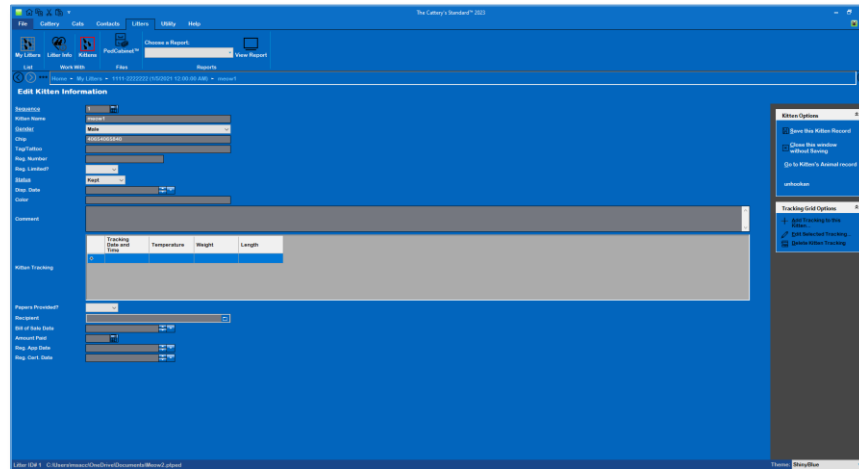 The Cattery's Standard™ 2023
File Cattery Cats Contacts Litters Utility Help
My Litters Litter Info Kittens PedCabinet™ Choose a Report: View Report
List Work With Files Reports
Home My Litters 1111-2222222 (1/5/2021 12:00:00 AM) meow1
Edit Kitten Information
Sequence 1
Kitten Name meow1
Gender Male
Chip
Tag/Tattoo
Reg. Number
Reg. Limited?
Status Kept
Disp. Date
Color
Comment
Tracking Date and Time Temperature Weight Length
0
Kitten Tracking
Papers Provided?
Recipient
Bill of Sale Date
Amount Paid
Reg. App Date
Reg. Cert. Date
Kitten Options
Save this Kitten Record
Close this window
without Saving
Go to Kitten's Animal record
unhookan
Tracking Grid Options
Add Tracking to this
Kitten...
Edit Selected Tracking...
Delete Kitten Tracking
Litter ID# 1 C:\Users\meacc\OneDrive\Documents\Meow2.ptped Theme: ShinyBlue